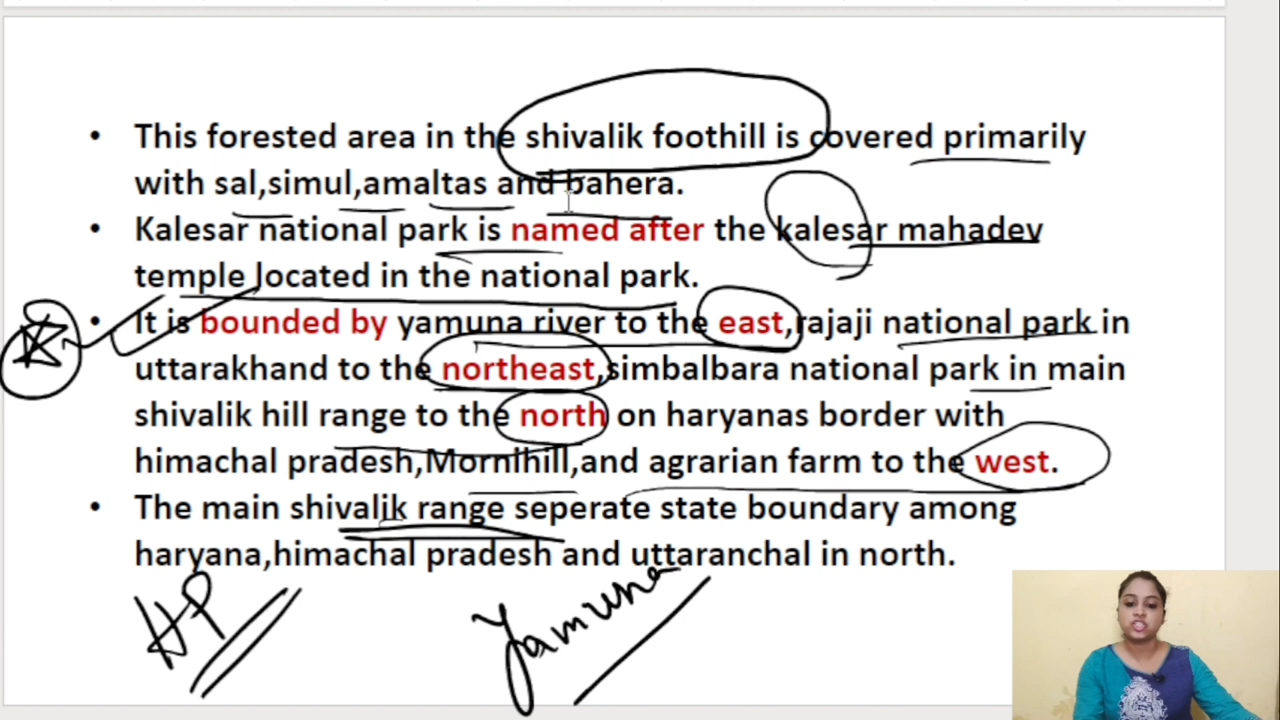 • This forested area in the shivalik foothill is covered primarily
with sal,simul,amaltas and bahera.
• Kalesar national park is named after the kalesar mahadev
temple located in the national park.
• It is bounded by yamuna river to the east,rajaji national park in
uttarakhand to the northeast,simbalbara national park in main
shivalik hill range to the north on haryanas border with
himachal pradesh,Mornihill,and agrarian farm to the west.
• The main shivalik range seperate state boundary among
haryana,himachal pradesh and uttaranchal in north.
HP
Yamuna